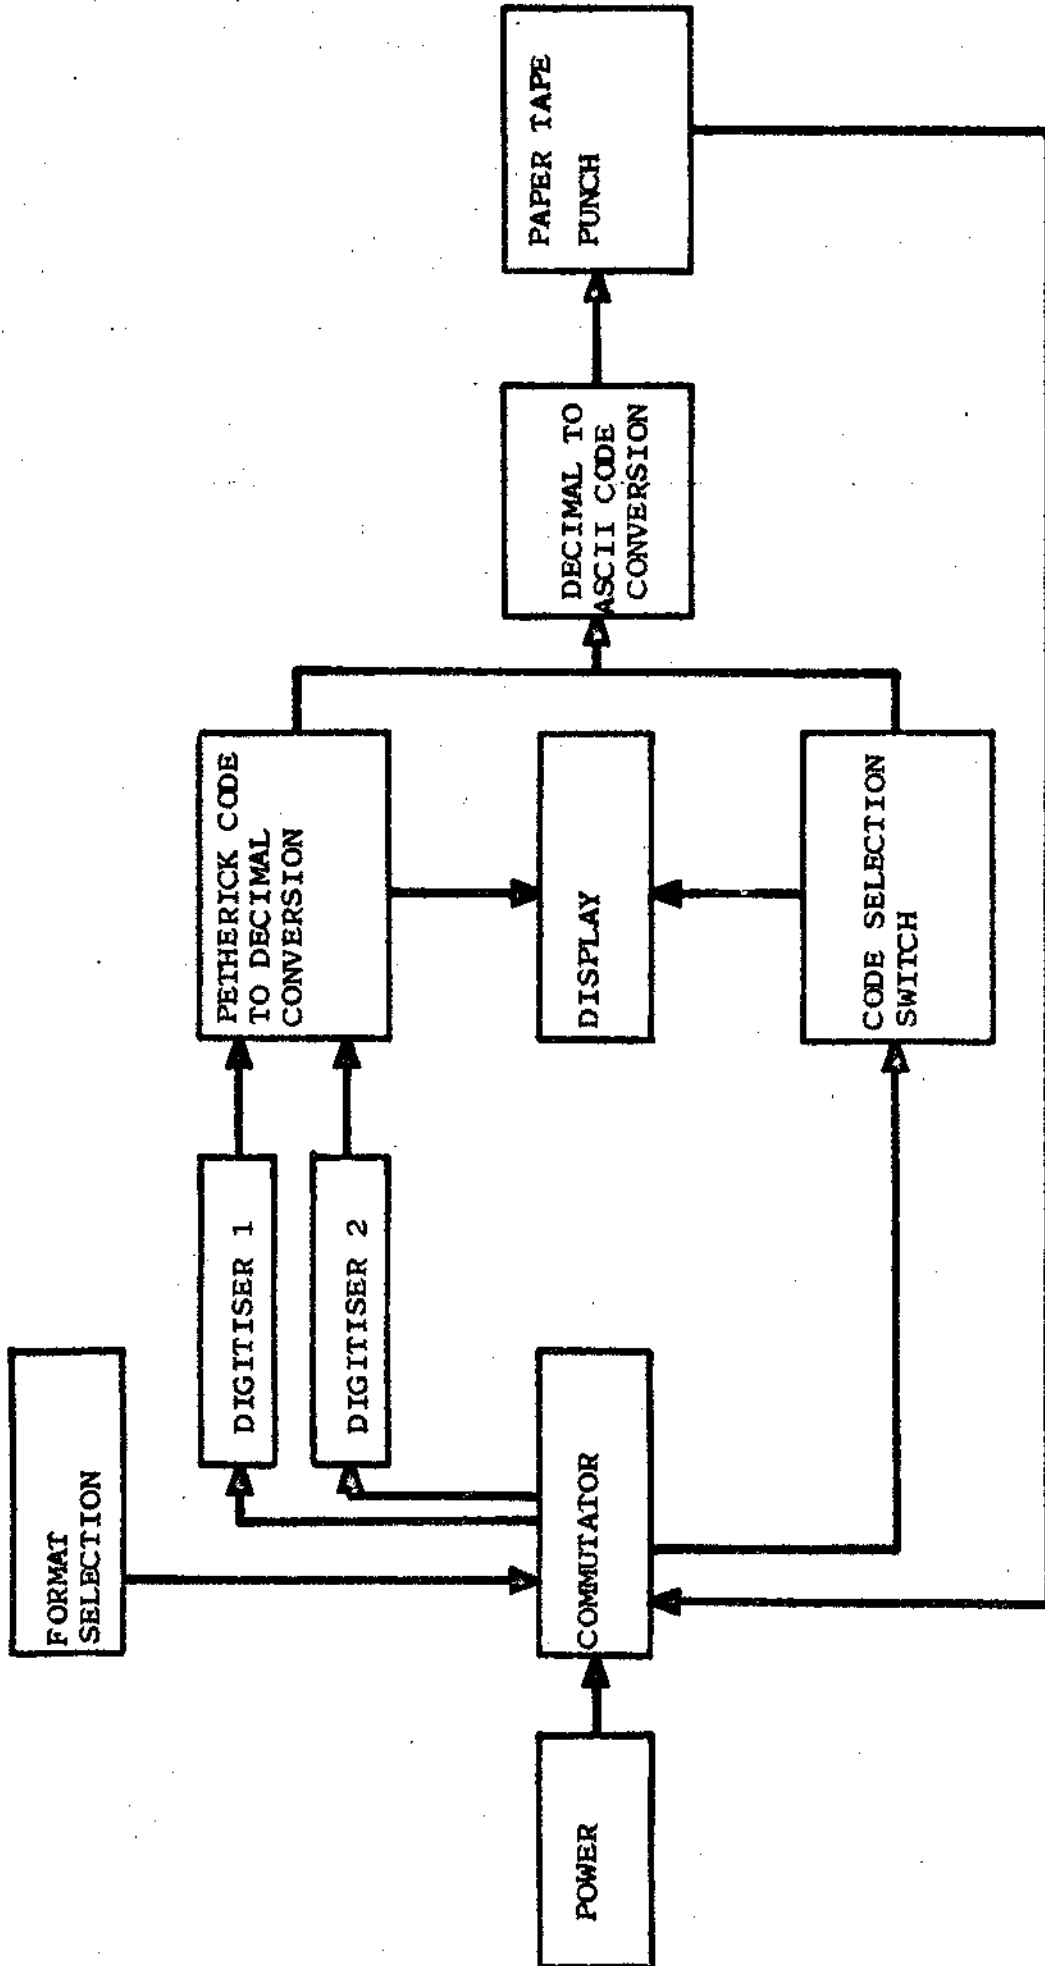 FORMAT
SELECTION
DIGITISER 1
DIGITISER 2
PETHERICK CODE
TO DECIMAL
CONVERSION
POWER
COMMUTATOR
DISPLAY
DECIMAL TO
ASCII CODE
CONVERSION
PAPER TAPE
PUNCH
CODE SELECTION
SWITCH